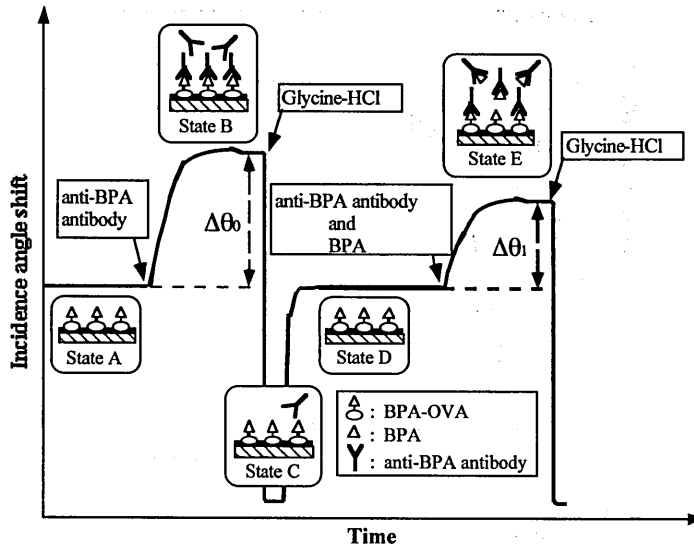 State B
Glycine-HCl
State E
Glycine-HCl
anti-BPA
antibody
Δθ₀
anti-BPA antibody
and
BPA
Δθ₁
State A
State D
State C
: BPA-OVA
: BPA
: anti-BPA antibody
Incidence angle shift
Time